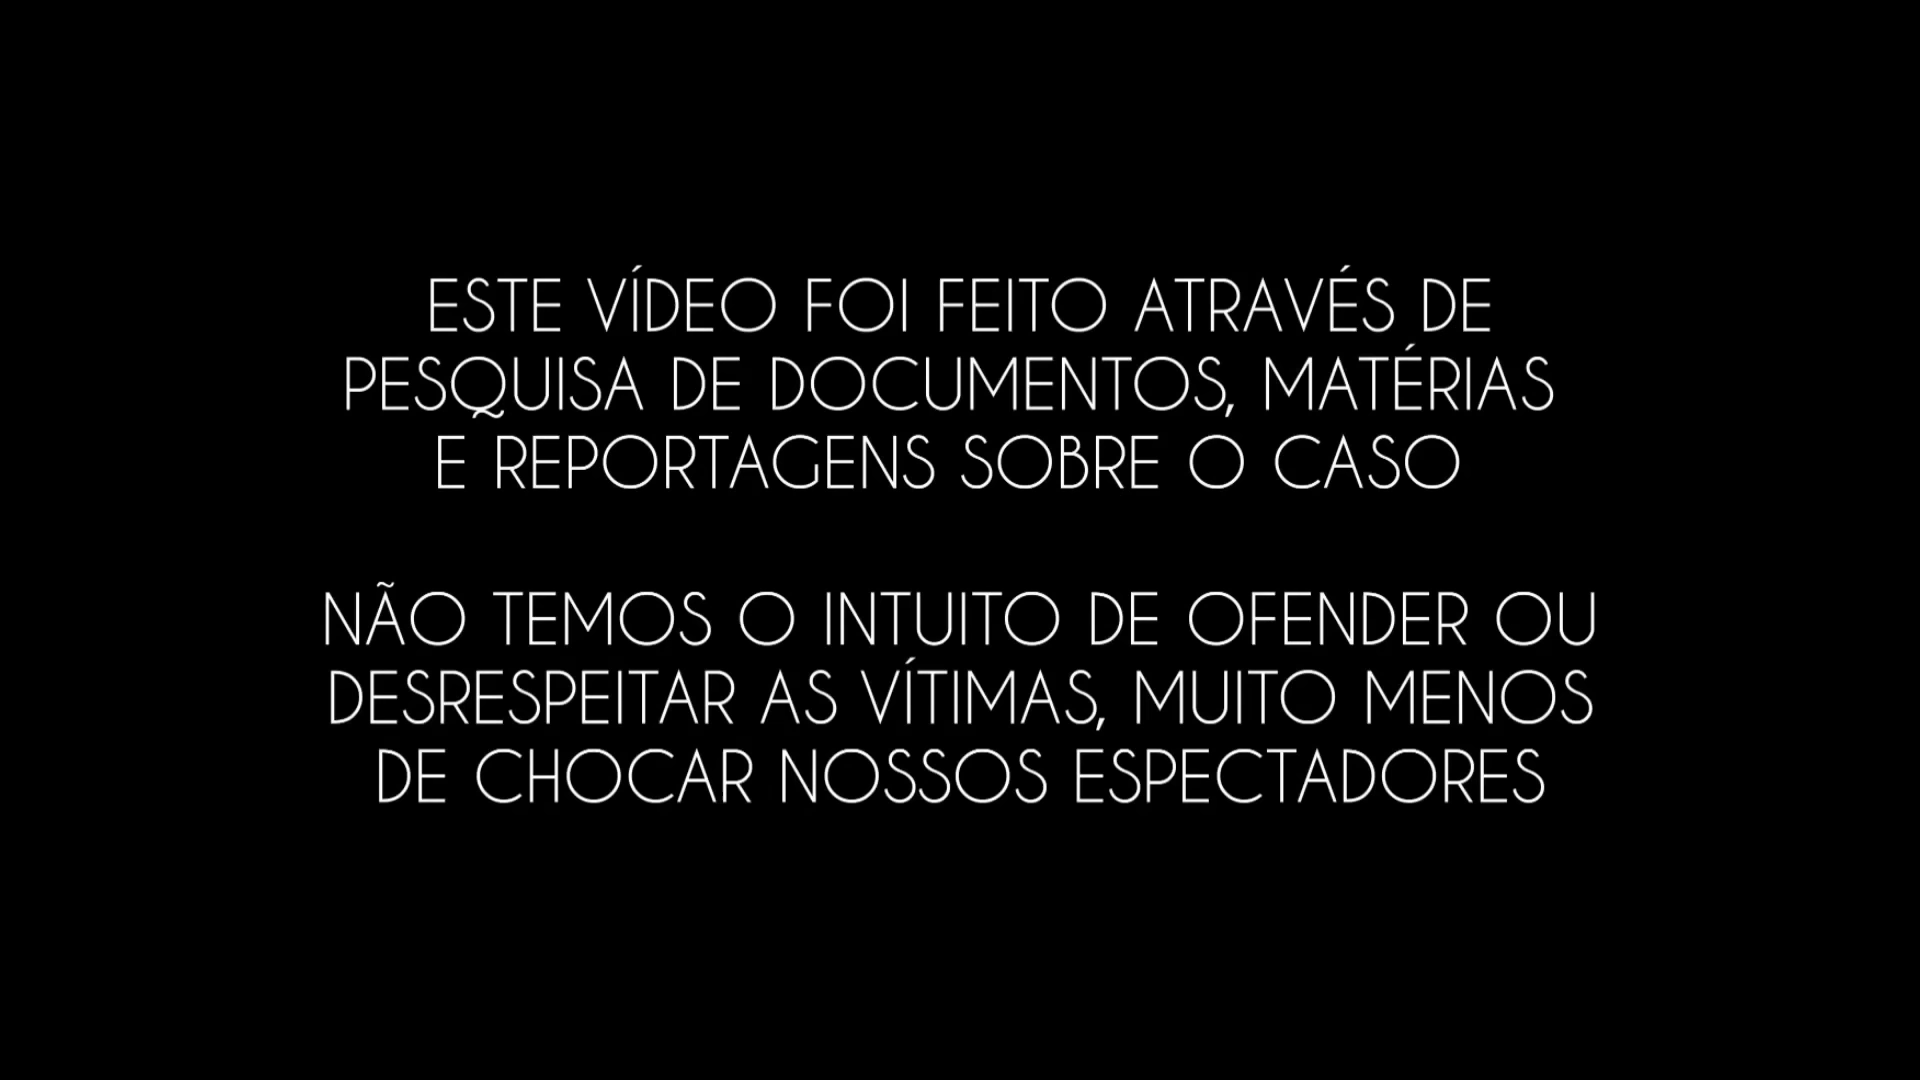 ESTE VÍDEO FOI FEITO ATRAVÉS DE
PESQUISA DE DOCUMENTOS, MATÉRIAS
E REPORTAGENS SOBRE O CASO
NÃO TEMOS O INTUITO DE OFENDER OU
DESRESPEITAR AS VÍTIMAS, MUITO MENOS
DE CHOCAR NOSSOS ESPECTADORES